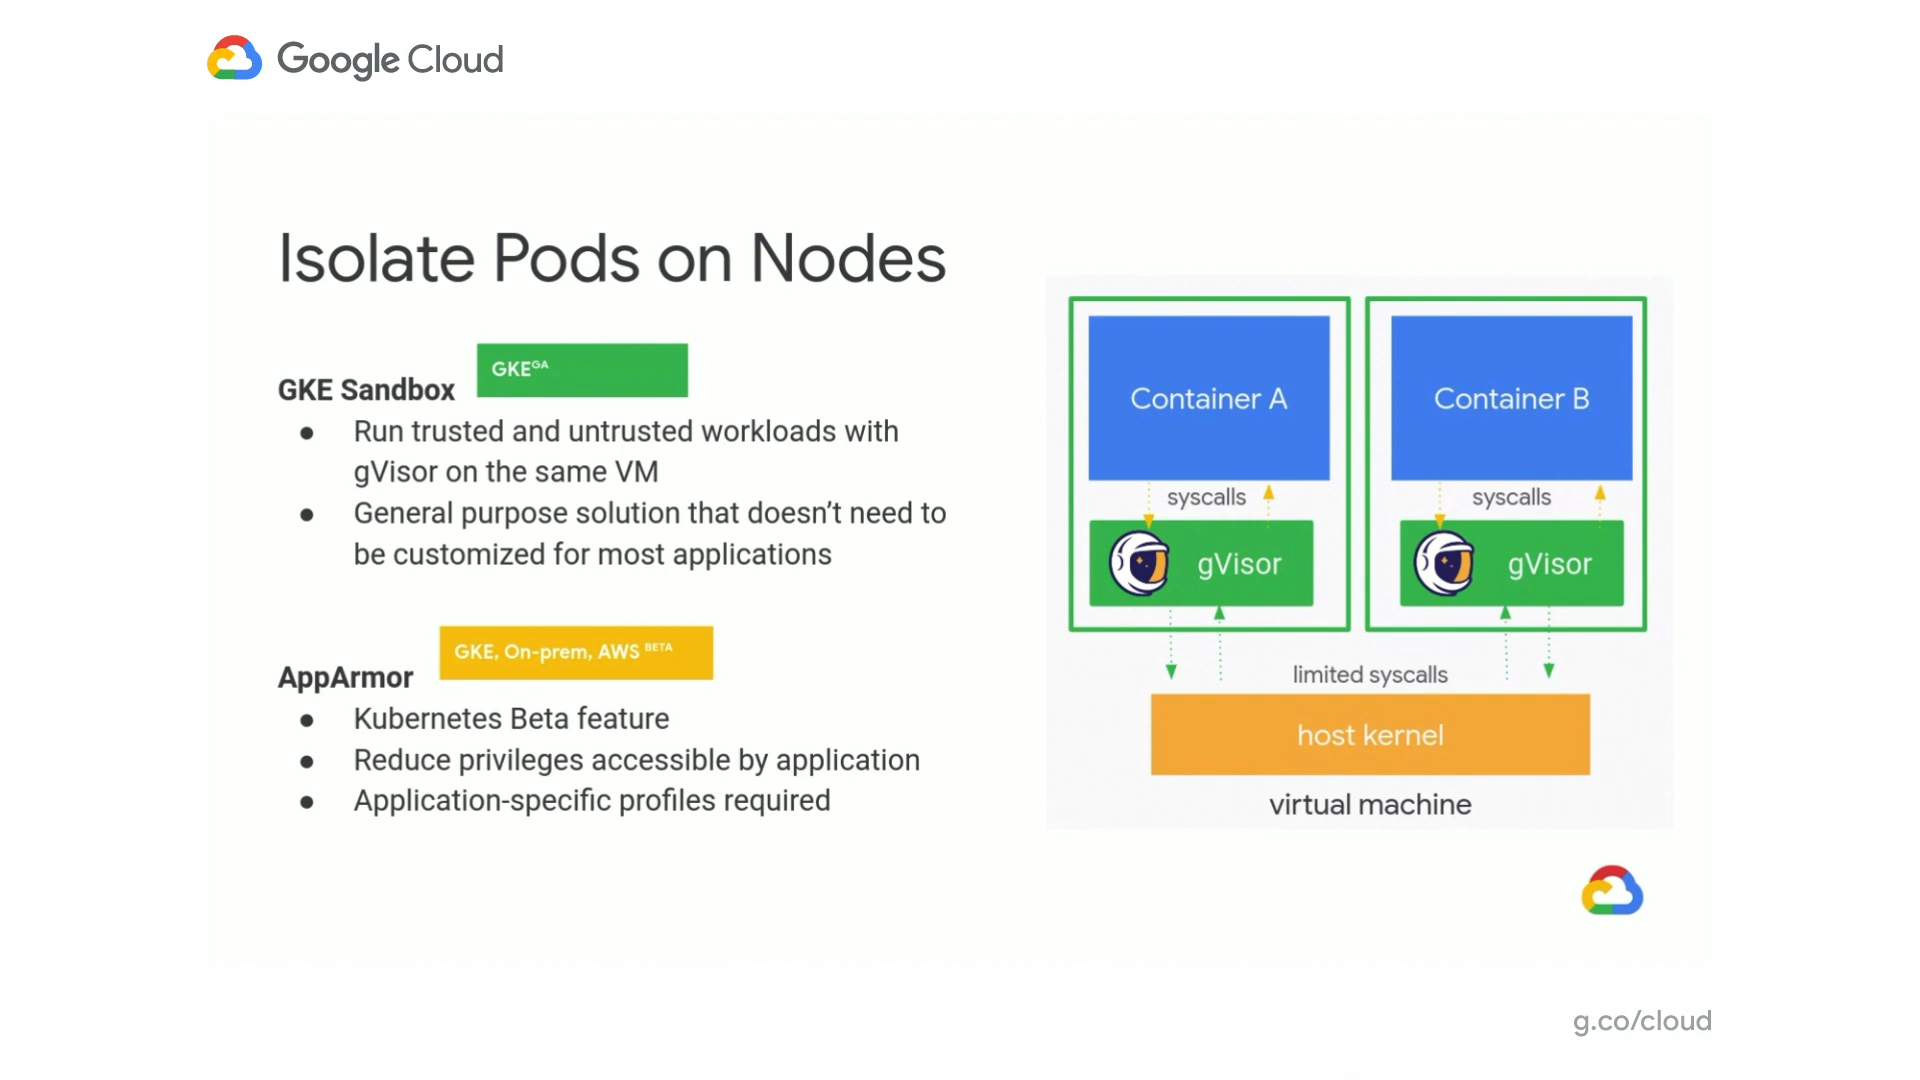 Google Cloud
Isolate Pods on Nodes
GKE Sandbox
GKE GA
● Run trusted and untrusted workloads with
gVisor on the same VM
● General purpose solution that doesn’t need to
be customized for most applications
AppArmor
GKE, On-prem, AWS BETA
● Kubernetes Beta feature
● Reduce privileges accessible by application
● Application-specific profiles required
Container A
Container B
syscalls
syscalls
gVisor
gVisor
limited syscalls
host kernel
virtual machine
g.co/cloud